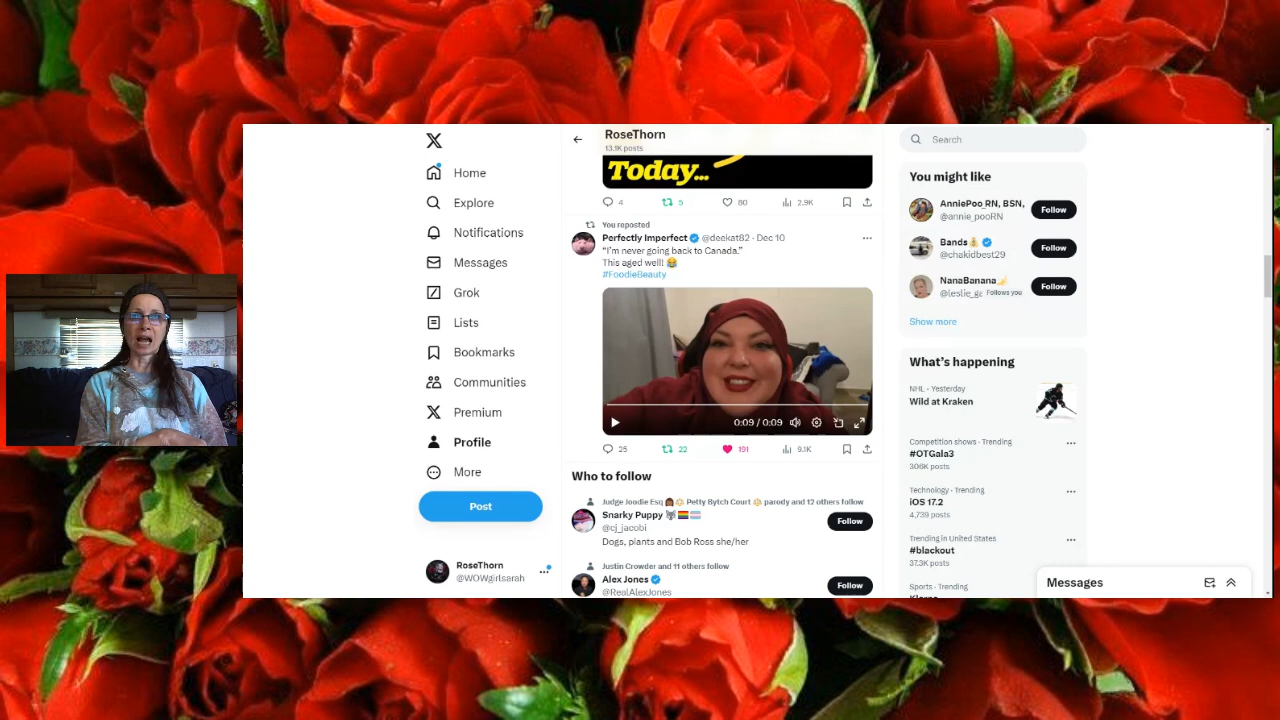 Home
Explore
Notifications
Messages
Grok
Lists
Bookmarks
Communities
Premium
Profile
More
Post
RoseThorn
@WOWgirlsarah
RoseThorn
13.1K posts
Today...
4 5 80 2.9K
You reposted
Perfectly Imperfect @deekat82 · Dec 10
“I'm never going back to Canada.”
This aged well! 😂
#FoodieBeauty
0:09 / 0:09
25 22 191 9.1K
Who to follow
Judge Joodie Esq Petty Bytch Court parody and 12 others follow
Snarky Puppy
@cj_jacobi
Follow
Dogs, plants and Bob Ross she/her
Justin Crowder and 11 others follow
Alex Jones
@RealAlexJones
Follow
Search
You might like
AnniePoo_RN, BSN,
@annie_pooRN
Follow
Bands
@chakidbest29
Follow
NanaBanana
Follows you
Follow
Show more
What's happening
NHL · Yesterday
Wild at Kraken
Competition shows · Trending
#OTGala3
306K posts
Technology · Trending
iOS 17.2
4,739 posts
Trending in United States
#blackout
37.3K posts
Sports · Trending
Messages